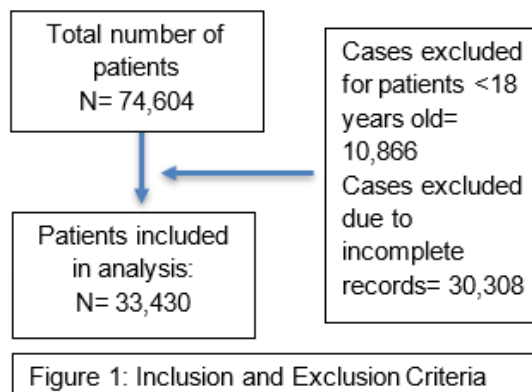 Total number of
patients
N= 74,604
Cases excluded
for patients <18
years old=
10,866
Cases excluded
due to
incomplete
records= 30,308
Patients included
in analysis:
N= 33,430
Figure 1: Inclusion and Exclusion Criteria